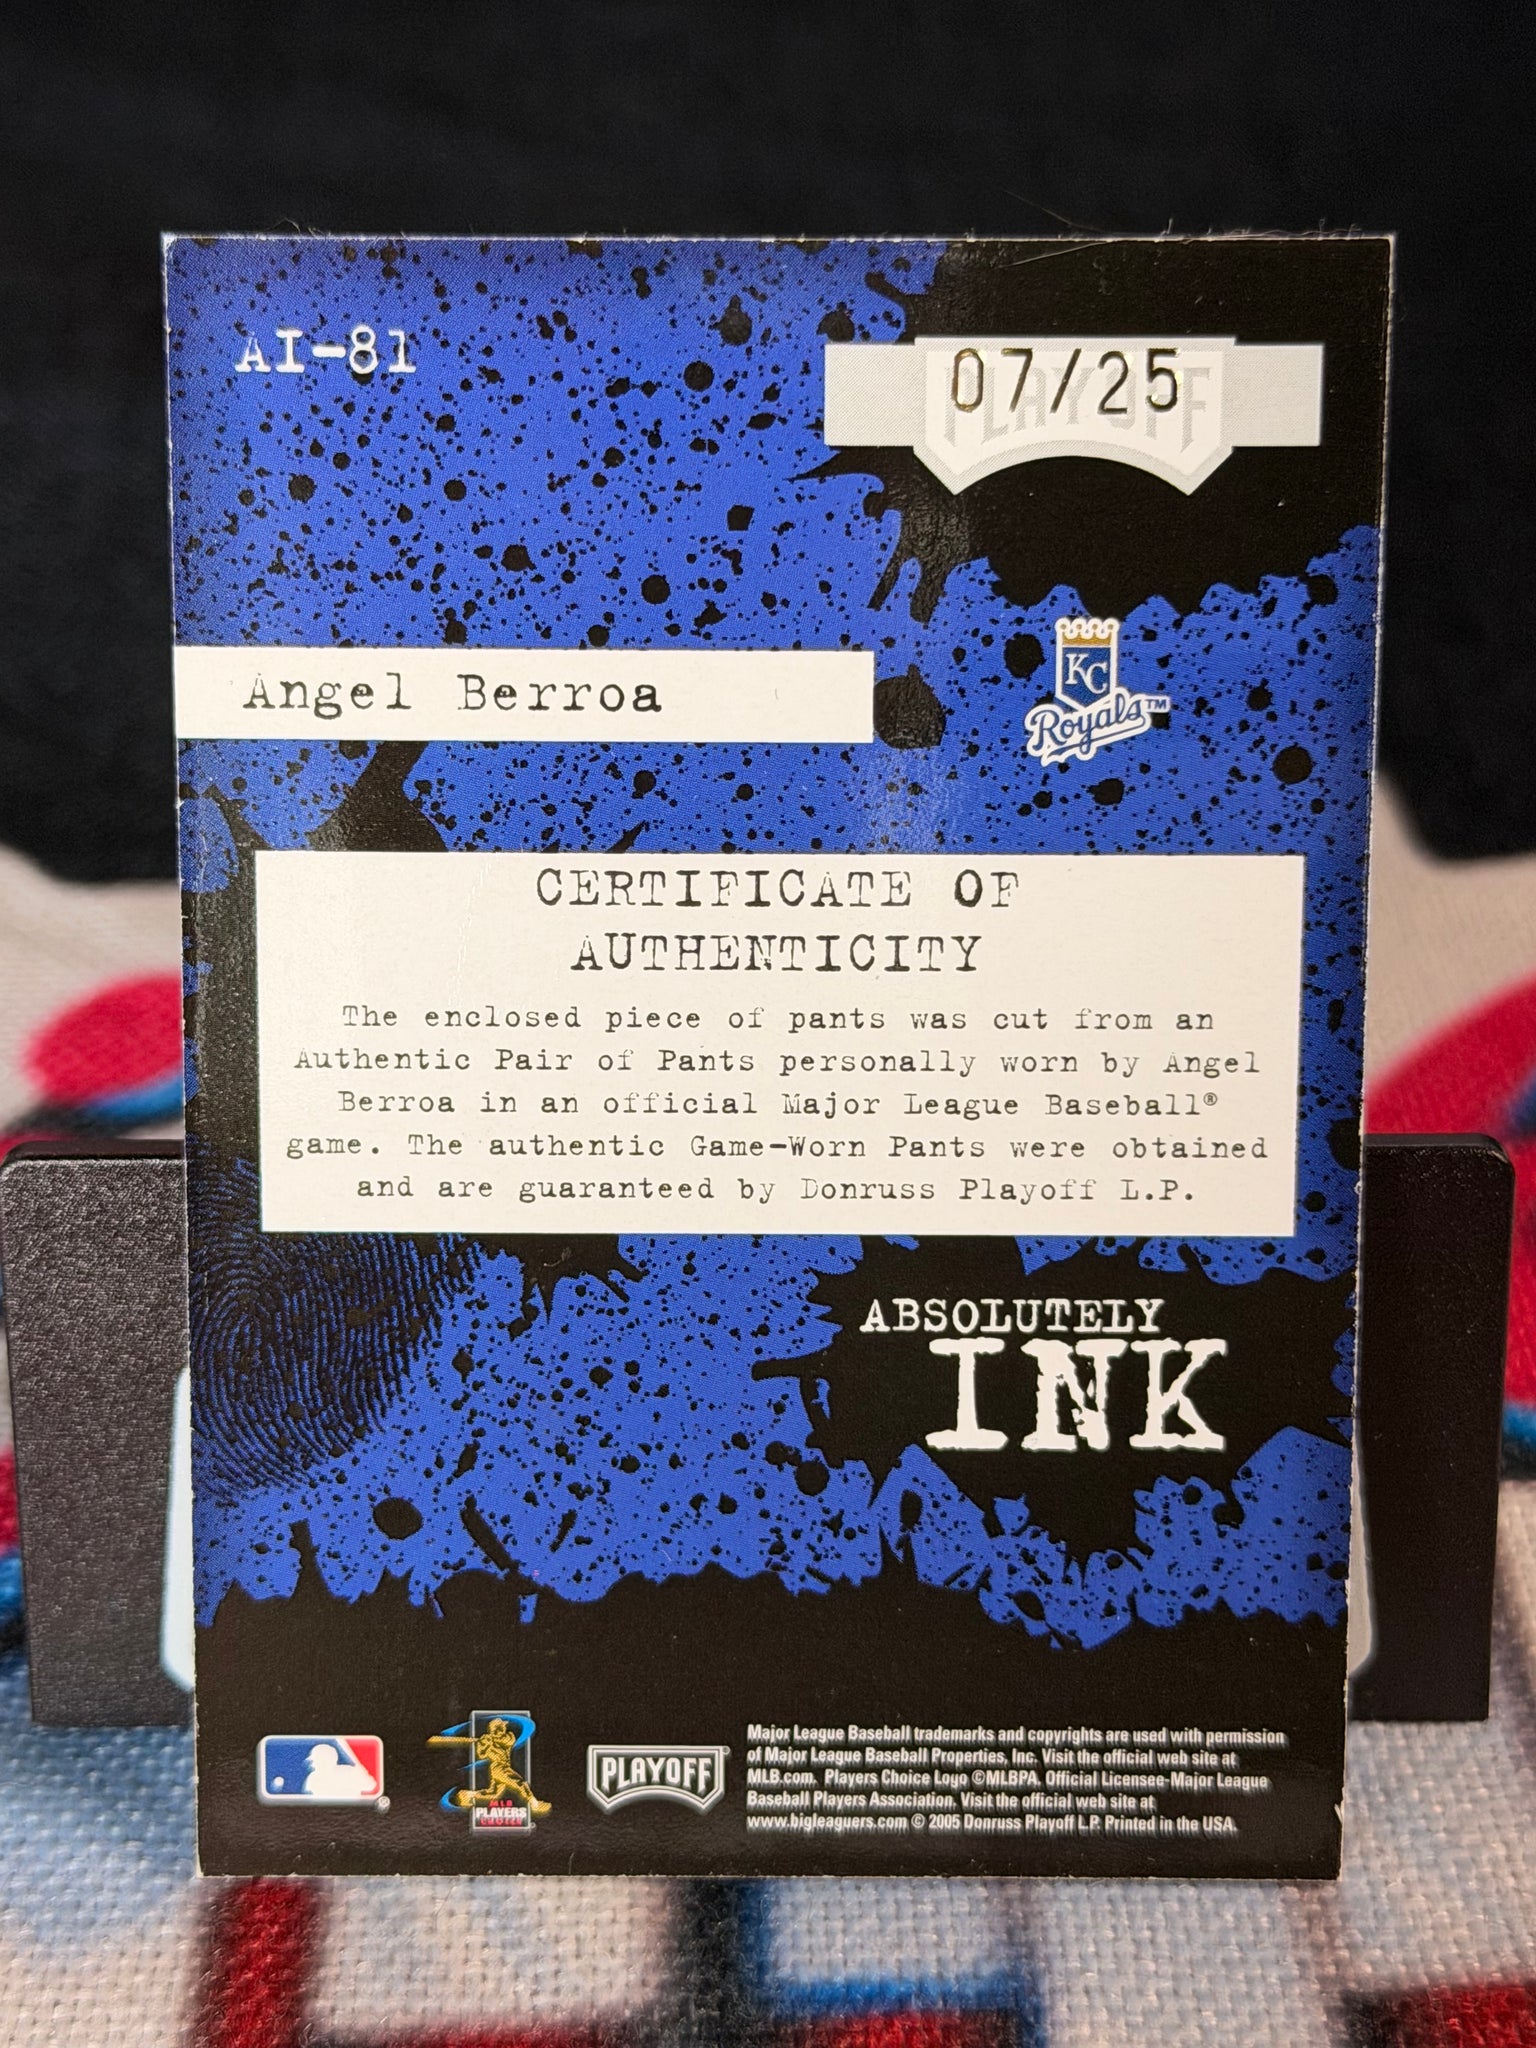 AI-81
07/25
PLAYOFF
Angel Berroa
KC
Royals™
CERTIFICATE OF
AUTHENTICITY
The enclosed piece of pants was cut from an
Authentic Pair of Pants personally worn by Angel
Berroa in an official Major League Baseball®
game. The authentic Game-Worn Pants were obtained
and are guaranteed by Donruss Playoff L.P.
ABSOLUTELY
INK
MLB
PLAYERS
CHOICE
PLAYOFF
Major League Baseball trademarks and copyrights are used with permission
of Major League Baseball Properties, Inc. Visit the official web site at
MLB.com. Players Choice Logo ©MLBPA. Official Licensee-Major League
Baseball Players Association. Visit the official web site at
www.bigleaguers.com © 2005 Donruss Playoff L.P. Printed in the USA.